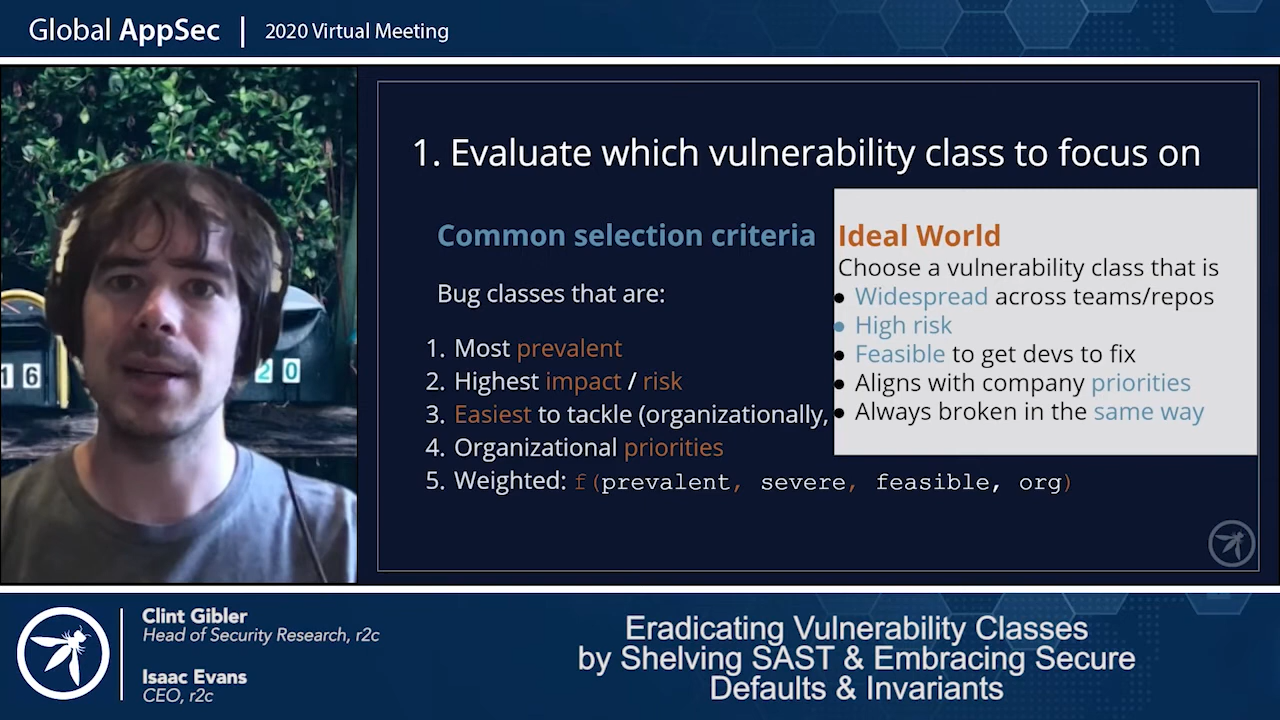 Global AppSec | 2020 Virtual Meeting
1. Evaluate which vulnerability class to focus on
Common selection criteria
Bug classes that are:
1. Most prevalent
2. Highest impact / risk
3. Easiest to tackle (organizationally,
4. Organizational priorities
5. Weighted: f(prevalent, severe, feasible, org)
Ideal World
Choose a vulnerability class that is
● Widespread across teams/repos
● High risk
● Feasible to get devs to fix
● Aligns with company priorities
● Always broken in the same way
16
20
Clint Gibler
Head of Security Research, r2c
Isaac Evans
CEO, r2c
Eradicating Vulnerability Classes
by Shelving SAST & Embracing Secure
Defaults & Invariants